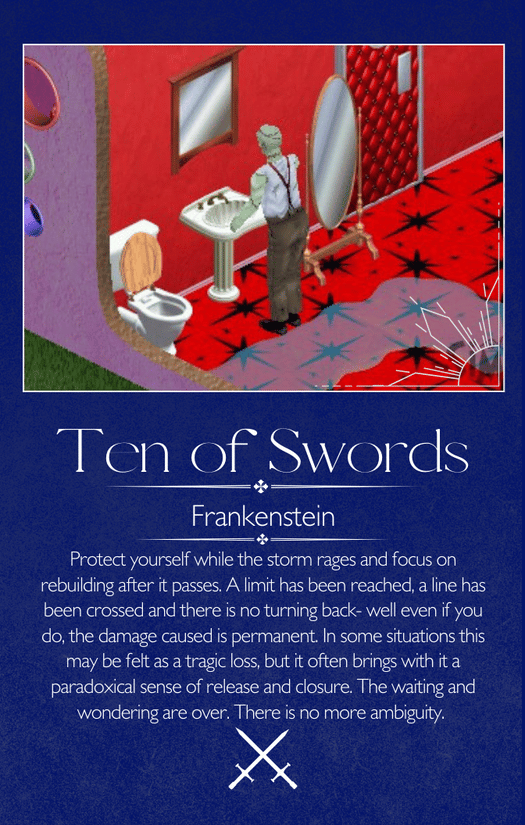 Ten of Swords
Frankenstein
Protect yourself while the storm rages and focus on
rebuilding after it passes. A limit has been reached, a line has
been crossed and there is no turning back- well even if you
do, the damage caused is permanent. In some situations this
may be felt as a tragic loss, but it often brings with it a
paradoxical sense of release and closure. The waiting and
wondering are over. There is no more ambiguity.